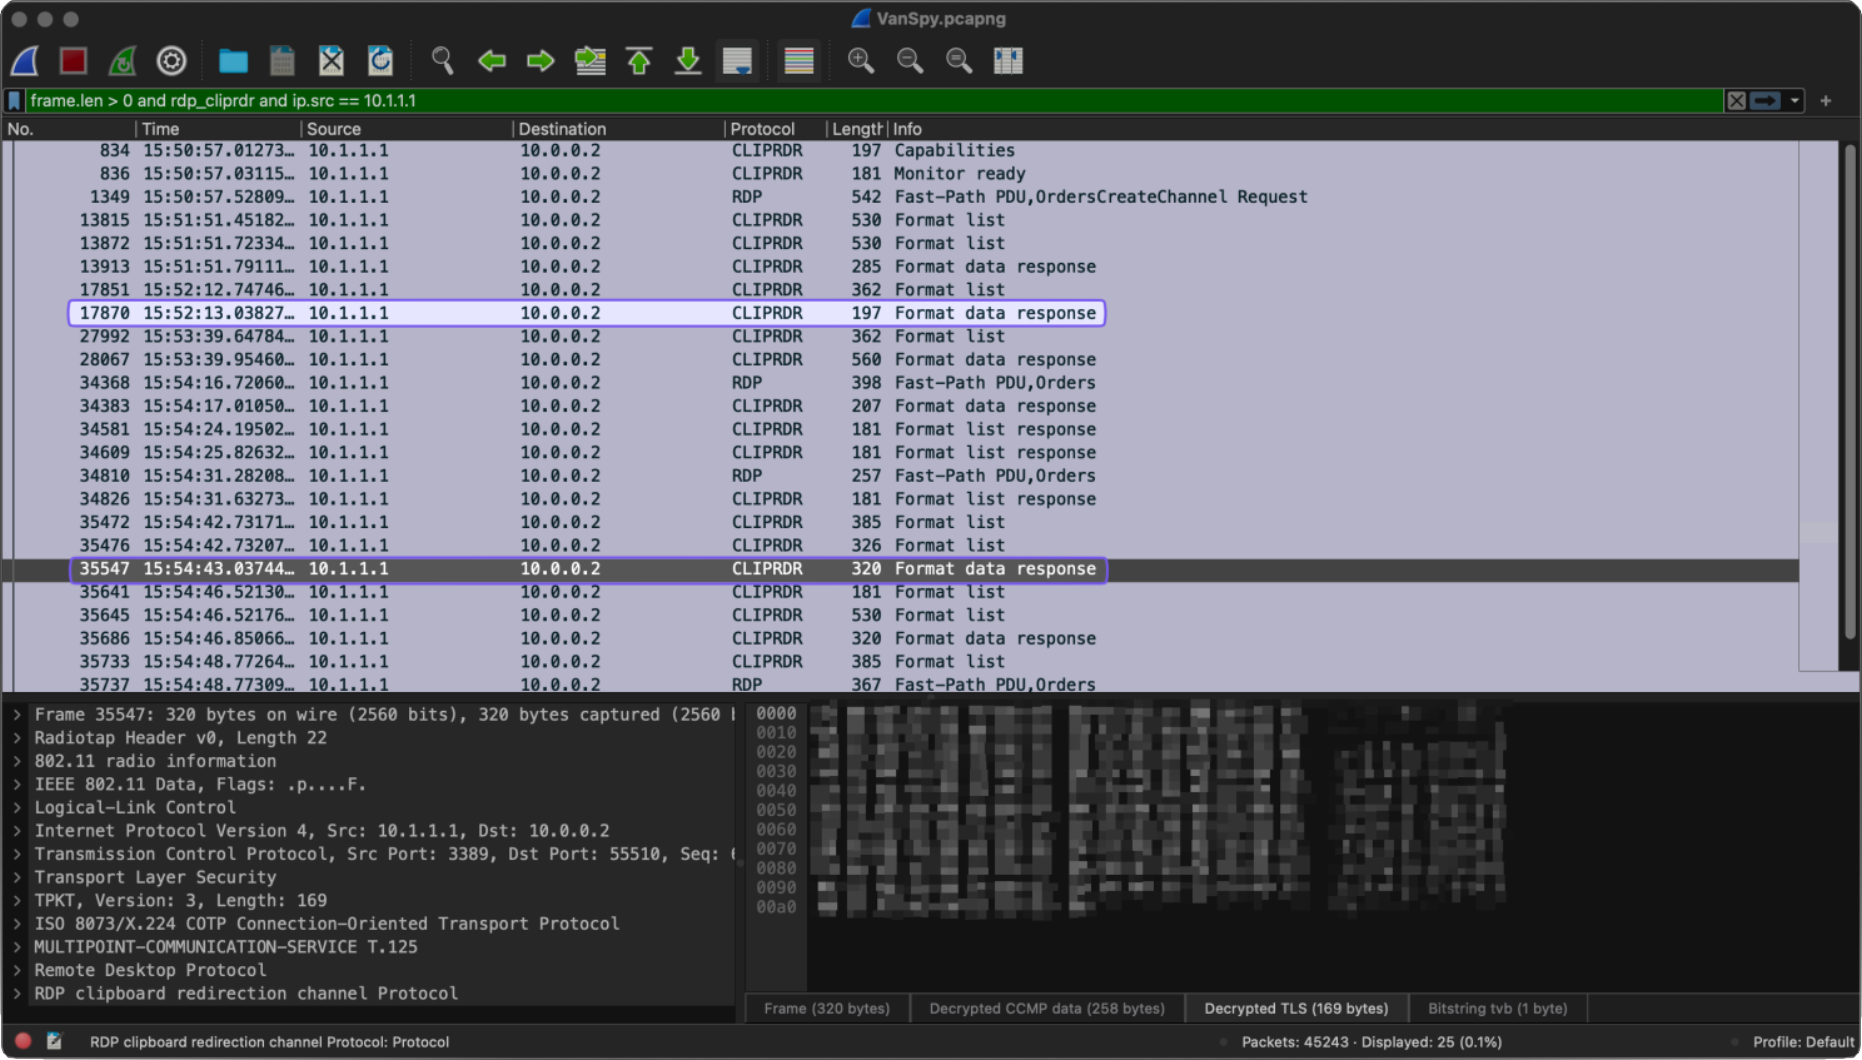 VanSpy.pcapng
frame.len > 0 and rdp_cliprdr and ip.src == 10.1.1.1
No. Time Source Destination Protocol Length Info
834 15:50:57.01273… 10.1.1.1 10.0.0.2 CLIPRDR 197 Capabilities
836 15:50:57.03115… 10.1.1.1 10.0.0.2 CLIPRDR 181 Monitor ready
1349 15:50:57.52809… 10.1.1.1 10.0.0.2 RDP 542 Fast-Path PDU,OrdersCreateChannel Request
13815 15:51:51.45182… 10.1.1.1 10.0.0.2 CLIPRDR 530 Format list
13872 15:51:51.72334… 10.1.1.1 10.0.0.2 CLIPRDR 530 Format list
13913 15:51:51.79111… 10.1.1.1 10.0.0.2 CLIPRDR 285 Format data response
17851 15:52:12.74746… 10.1.1.1 10.0.0.2 CLIPRDR 362 Format list
17870 15:52:13.03827… 10.1.1.1 10.0.0.2 CLIPRDR 197 Format data response
27992 15:53:39.64784… 10.1.1.1 10.0.0.2 CLIPRDR 362 Format list
28067 15:53:39.95460… 10.1.1.1 10.0.0.2 CLIPRDR 560 Format data response
34368 15:54:16.72060… 10.1.1.1 10.0.0.2 RDP 398 Fast-Path PDU,Orders
34383 15:54:17.01050… 10.1.1.1 10.0.0.2 CLIPRDR 207 Format data response
34581 15:54:24.19502… 10.1.1.1 10.0.0.2 CLIPRDR 181 Format list response
34609 15:54:25.82632… 10.1.1.1 10.0.0.2 CLIPRDR 181 Format list response
34810 15:54:31.28208… 10.1.1.1 10.0.0.2 RDP 257 Fast-Path PDU,Orders
34826 15:54:31.63273… 10.1.1.1 10.0.0.2 CLIPRDR 181 Format list response
35472 15:54:42.73171… 10.1.1.1 10.0.0.2 CLIPRDR 385 Format list
35476 15:54:42.73207… 10.1.1.1 10.0.0.2 CLIPRDR 326 Format list
35547 15:54:43.03744… 10.1.1.1 10.0.0.2 CLIPRDR 320 Format data response
35641 15:54:46.52130… 10.1.1.1 10.0.0.2 CLIPRDR 181 Format list
35645 15:54:46.52176… 10.1.1.1 10.0.0.2 CLIPRDR 530 Format list
35686 15:54:46.85066… 10.1.1.1 10.0.0.2 CLIPRDR 320 Format data response
35733 15:54:48.77264… 10.1.1.1 10.0.0.2 CLIPRDR 385 Format list
35737 15:54:48.77309… 10.1.1.1 10.0.0.2 RDP 367 Fast-Path PDU,Orders
Frame 35547: 320 bytes on wire (2560 bits), 320 bytes captured (2560
Radiotap Header v0, Length 22
802.11 radio information
IEEE 802.11 Data, Flags: .p....F.
Logical-Link Control
Internet Protocol Version 4, Src: 10.1.1.1, Dst: 10.0.0.2
Transmission Control Protocol, Src Port: 3389, Dst Port: 55510, Seq:
Transport Layer Security
TPKT, Version: 3, Length: 169
ISO 8073/X.224 COTP Connection-Oriented Transport Protocol
MULTIPOINT-COMMUNICATION-SERVICE T.125
Remote Desktop Protocol
RDP clipboard redirection channel Protocol
0000
0010
0020
0030
0040
0050
0060
0070
0080
0090
00a0
Frame (320 bytes) Decrypted CCMP data (258 bytes) Decrypted TLS (169 bytes) Bitstring tvb (1 byte)
RDP clipboard redirection channel Protocol: Protocol Packets: 45243 · Displayed: 25 (0.1%) Profile: Default